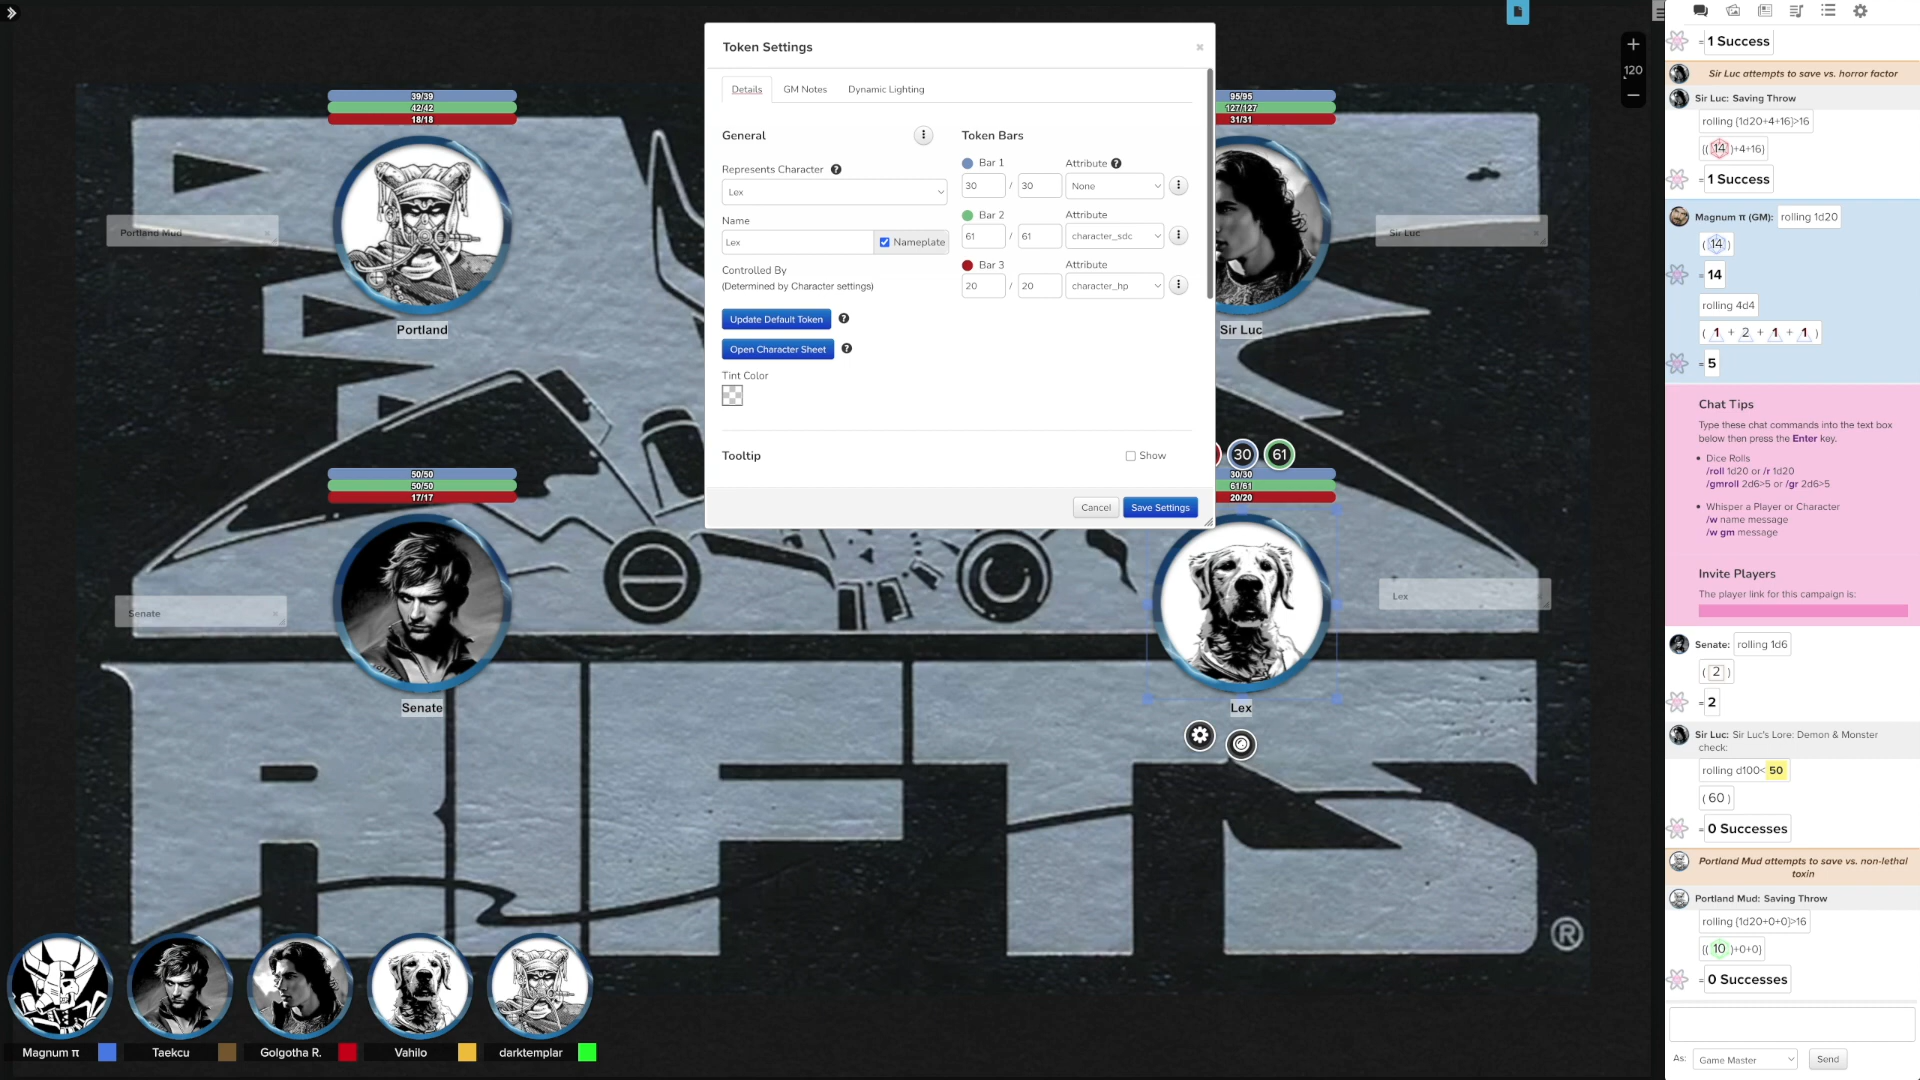 39/39
42/42
18/18
Portland Mud
Portland
95/95
127/127
31/31
Sir Luc
Sir Luc
50/50
50/50
17/17
Senate
Senate
30
61
30/30
61/61
20/20
Lex
Lex
RIFTS
®
Token Settings
Details
GM Notes
Dynamic Lighting
General
Represents Character
Lex
Name
Lex
Nameplate
Controlled By
(Determined by Character settings)
Update Default Token
Open Character Sheet
Tint Color
Token Bars
Bar 1
Attribute
30 / 30
None
Bar 2
Attribute
61 / 61
character_sdc
Bar 3
Attribute
20 / 20
character_hp
Tooltip
Show
Cancel
Save Settings
120
Magnum π
Taekcu
Golgotha R.
Vahilo
darktemplar
= 1 Success
Sir Luc attempts to save vs. horror factor
Sir Luc: Saving Throw
rolling {1d20+4+16}>16
{(14)+4+16}
= 1 Success
Magnum π (GM): rolling 1d20
(14)
= 14
rolling 4d4
(1 + 2 + 1 + 1)
= 5
Chat Tips
Type these chat commands into the text box
below then press the Enter key.
• Dice Rolls
/roll 1d20 or /r 1d20
/gmroll 2d6>5 or /gr 2d6>5
• Whisper a Player or Character
/w name message
/w gm message
Invite Players
The player link for this campaign is:
Senate: rolling 1d6
(2)
= 2
Sir Luc: Sir Luc's Lore: Demon & Monster
check:
rolling d100< 50
(60)
= 0 Successes
Portland Mud attempts to save vs. non-lethal
toxin
Portland Mud: Saving Throw
rolling {1d20+0+0}>16
{(10)+0+0}
= 0 Successes
As:
Game Master
Send